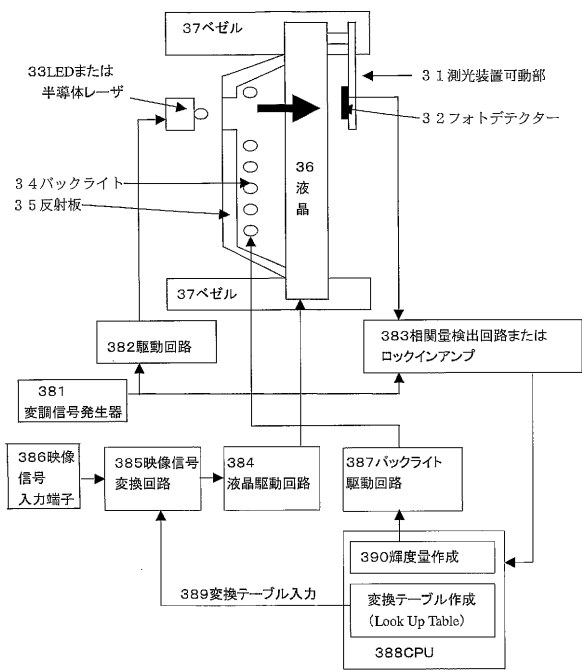 37ベゼル
33LEDまたは
半導体レーザ
31測光装置可動部
32フォトデテクター
34バックライト
35反射板
36
液
晶
37ベゼル
382駆動回路
383相関量検出回路または
ロックインアンプ
381
変調信号発生器
386映像
信号
入力端子
385映像信号
変換回路
384
液晶駆動回路
387バックライト
駆動回路
390輝度量作成
389変換テーブル入力
変換テーブル作成
(Look Up Table)
388CPU